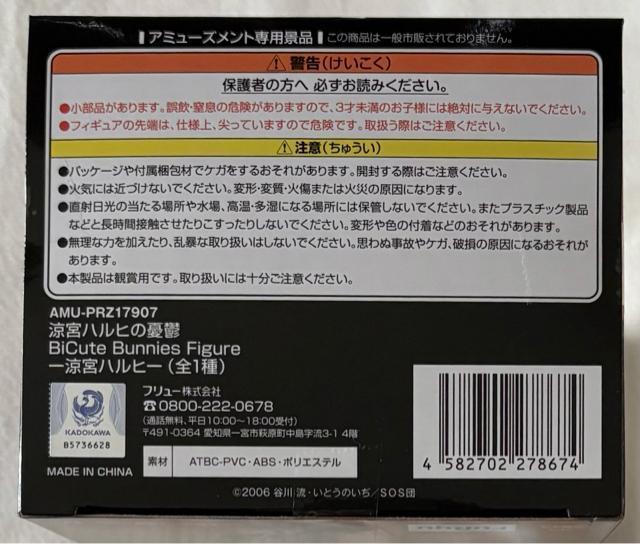 アミューズメント専用景品 この商品は一般市販されておりません。
⚠警告(けいこく)
保護者の方へ 必ずお読みください。
●小部品があります。誤飲・窒息の危険がありますので、3才未満のお子様には絶対に与えないでください。
●フィギュアの先端は、仕様上、尖っていますので危険です。取扱う際はご注意ください。
⚠注意(ちゅうい)
●パッケージや付属梱包材でケガをするおそれがあります。開封する際はご注意ください。
●火気には近づけないでください。変形・変質・火傷または火災の原因になります。
●直射日光の当たる場所や水場、高温・多湿になる場所には保管しないでください。またプラスチック製品
などと長時間接触させたりこすったりしないでください。変形や色の付着などのおそれがあります。
●無理な力を加えたり、乱暴な取り扱いはしないでください。思わぬ事故やケガ、破損の原因になるおそれが
あります。
●本製品は観賞用です。取り扱いには十分ご注意ください。
AMU-PRZ17907
涼宮ハルヒの憂鬱
BiCute Bunnies Figure
ー涼宮ハルヒー(全1種)
KADOKAWA
B5736628
フリュー株式会社
☎0800-222-0678
(通話無料、平日10:00~18:00受付)
〒491-0364 愛知県一宮市萩原町中島字流3-1 4階
MADE IN CHINA
素材 ATBC-PVC・ABS・ポリエステル
4 582702 278674
©2006 谷川 流・いとうのいぢ/SOS団